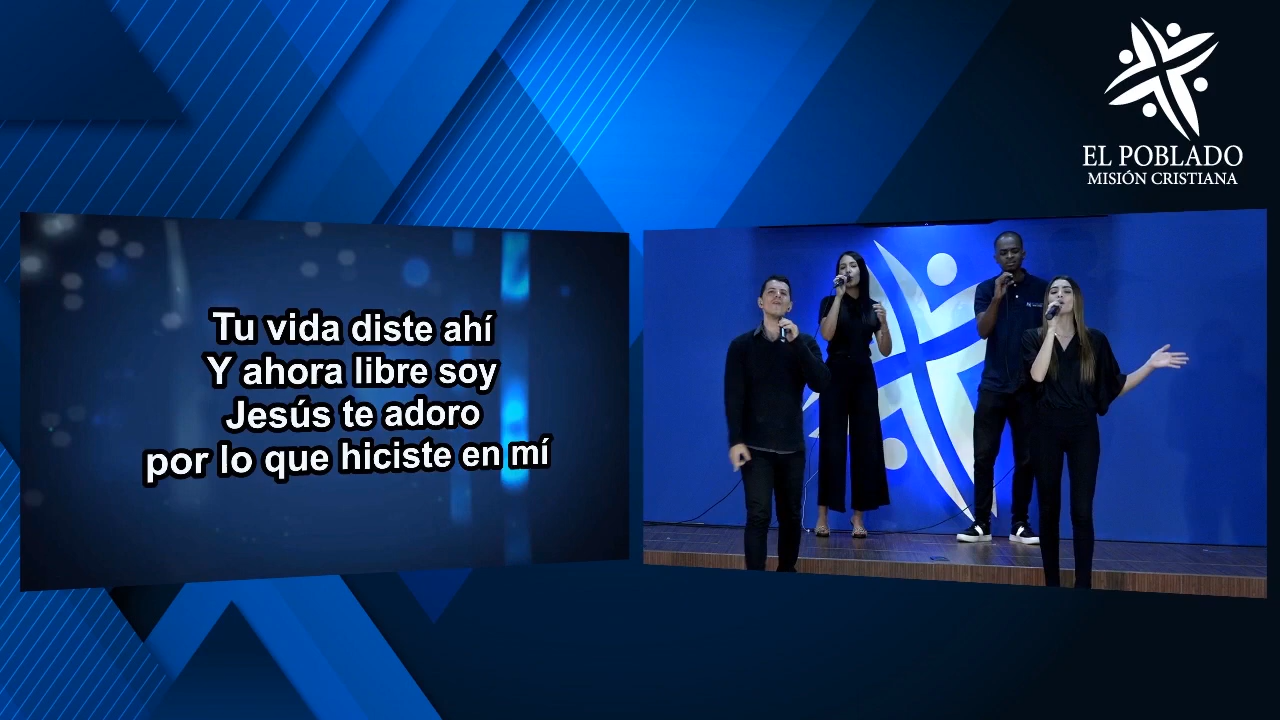 EL POBLADO
MISIÓN CRISTIANA
Tu vida diste ahí
Y ahora libre soy
Jesús te adoro
por lo que hiciste en mí